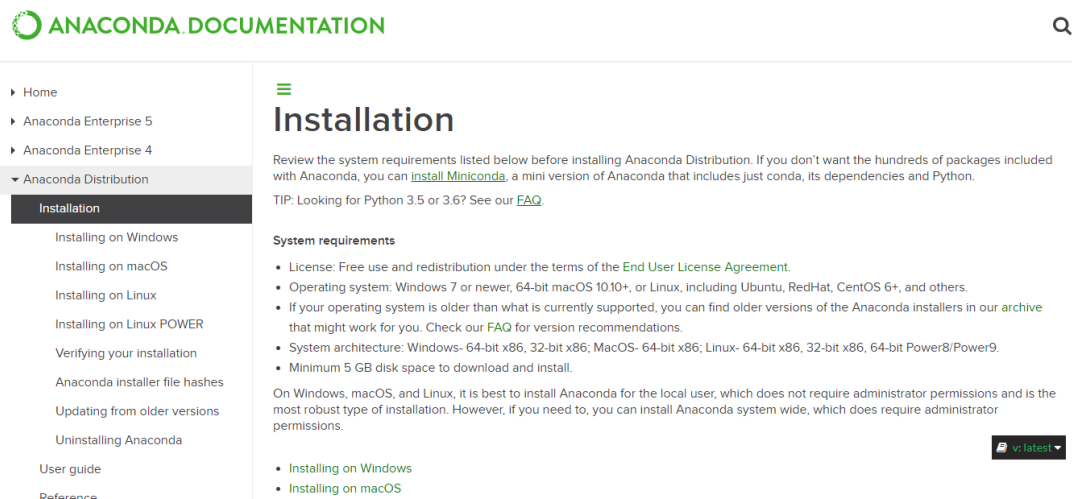 ANACONDA. DOCUMENTATION
Home
Anaconda Enterprise 5
Anaconda Enterprise 4
Anaconda Distribution
Installation
Installing on Windows
Installing on macOS
Installing on Linux
Installing on Linux POWER
Verifying your installation
Anaconda installer file hashes
Updating from older versions
Uninstalling Anaconda
User guide
Reference
Installation
Review the system requirements listed below before installing Anaconda Distribution. If you don’t want the hundreds of packages included
with Anaconda, you can install Miniconda, a mini version of Anaconda that includes just conda, its dependencies and Python.
TIP: Looking for Python 3.5 or 3.6? See our FAQ.
System requirements
• License: Free use and redistribution under the terms of the End User License Agreement.
• Operating system: Windows 7 or newer, 64-bit macOS 10.10+, or Linux, including Ubuntu, RedHat, CentOS 6+, and others.
• If your operating system is older than what is currently supported, you can find older versions of the Anaconda installers in our archive
that might work for you. Check our FAQ for version recommendations.
• System architecture: Windows- 64-bit x86, 32-bit x86; MacOS- 64-bit x86; Linux- 64-bit x86, 32-bit x86, 64-bit Power8/Power9.
• Minimum 5 GB disk space to download and install.
On Windows, macOS, and Linux, it is best to install Anaconda for the local user, which does not require administrator permissions and is the
most robust type of installation. However, if you need to, you can install Anaconda system wide, which does require administrator
permissions.
v: latest
• Installing on Windows
• Installing on macOS